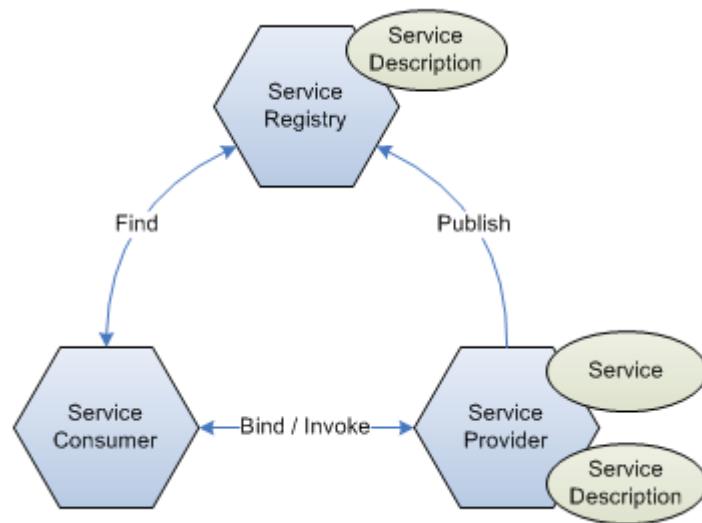 Service
Description
Service
Registry
Find
Publish
Service
Service
Consumer
Bind / Invoke
Service
Provider
Service
Description